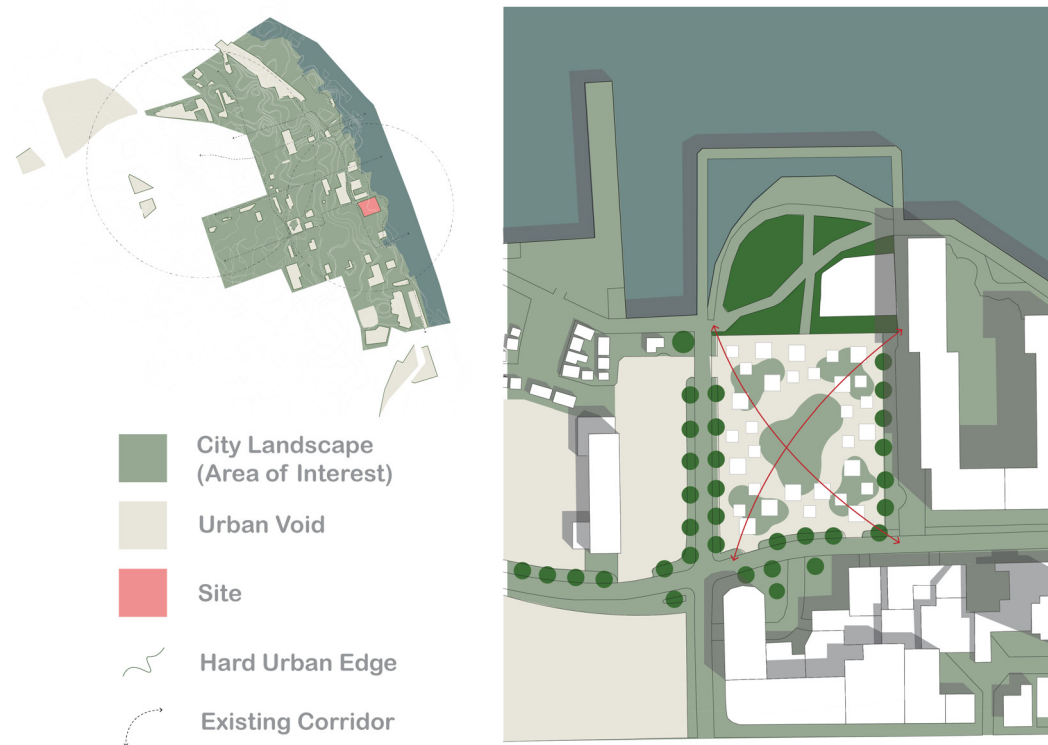 City Landscape
(Area of Interest)
Urban Void
Site
Hard Urban Edge
Existing Corridor